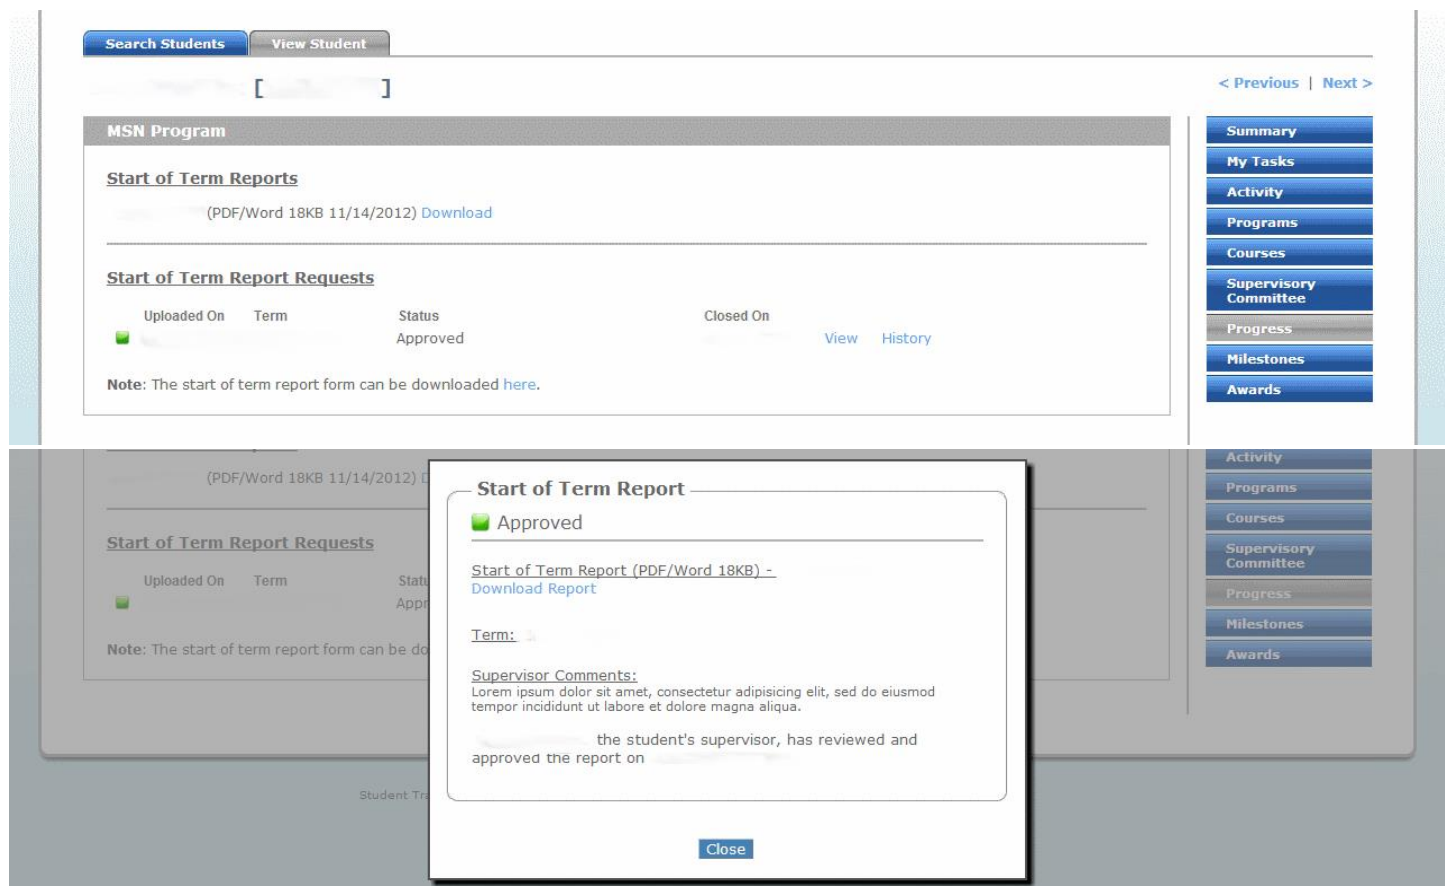 Search Students
View Student
[ ]
< Previous | Next >
MSN Program
Start of Term Reports
(PDF/Word 18KB 11/14/2012) Download
Start of Term Report Requests
Uploaded On Term Status Closed On
Approved View History
Note: The start of term report form can be downloaded here.
Summary
My Tasks
Activity
Programs
Courses
Supervisory
Committee
Progress
Milestones
Awards
(PDF/Word 18KB 11/14/2012)
Start of Term Report Requests
Uploaded On Term Statu
Appr
Note: The start of term report form can be do
Student Tra
Start of Term Report
Approved
Start of Term Report (PDF/Word 18KB) -
Download Report
Term:
Supervisor Comments:
Lorem ipsum dolor sit amet, consectetur adipisicing elit, sed do eiusmod
tempor incididunt ut labore et dolore magna aliqua.
the student's supervisor, has reviewed and
approved the report on
Close
Activity
Programs
Courses
Supervisory
Committee
Progress
Milestones
Awards